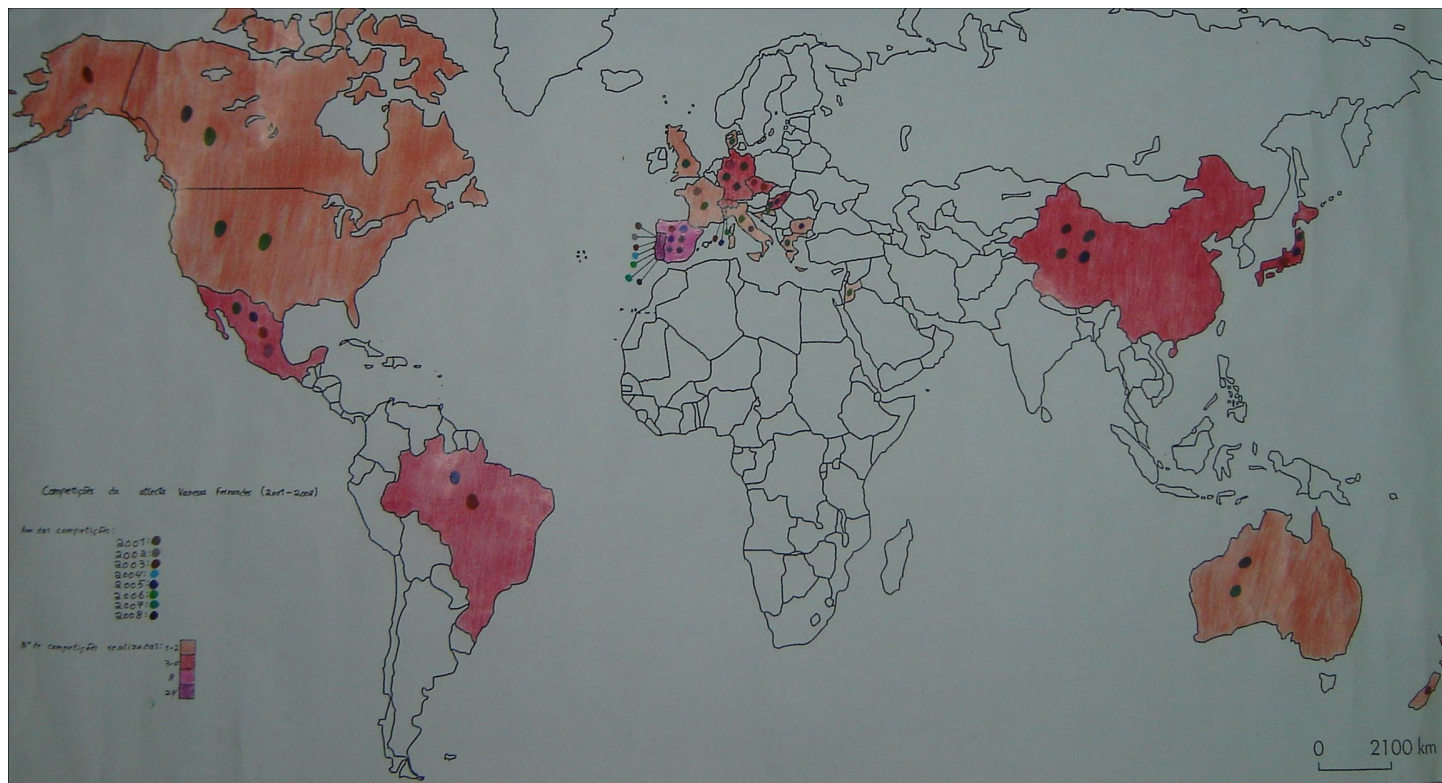 Competições da atleta Vanessa Fernandes (2001-2008)
Ano das competições:
2001:
2002:
2003:
2004:
2005:
2006:
2007:
2008:
Nº de competições realizadas: 1-2
8
0 2100 km